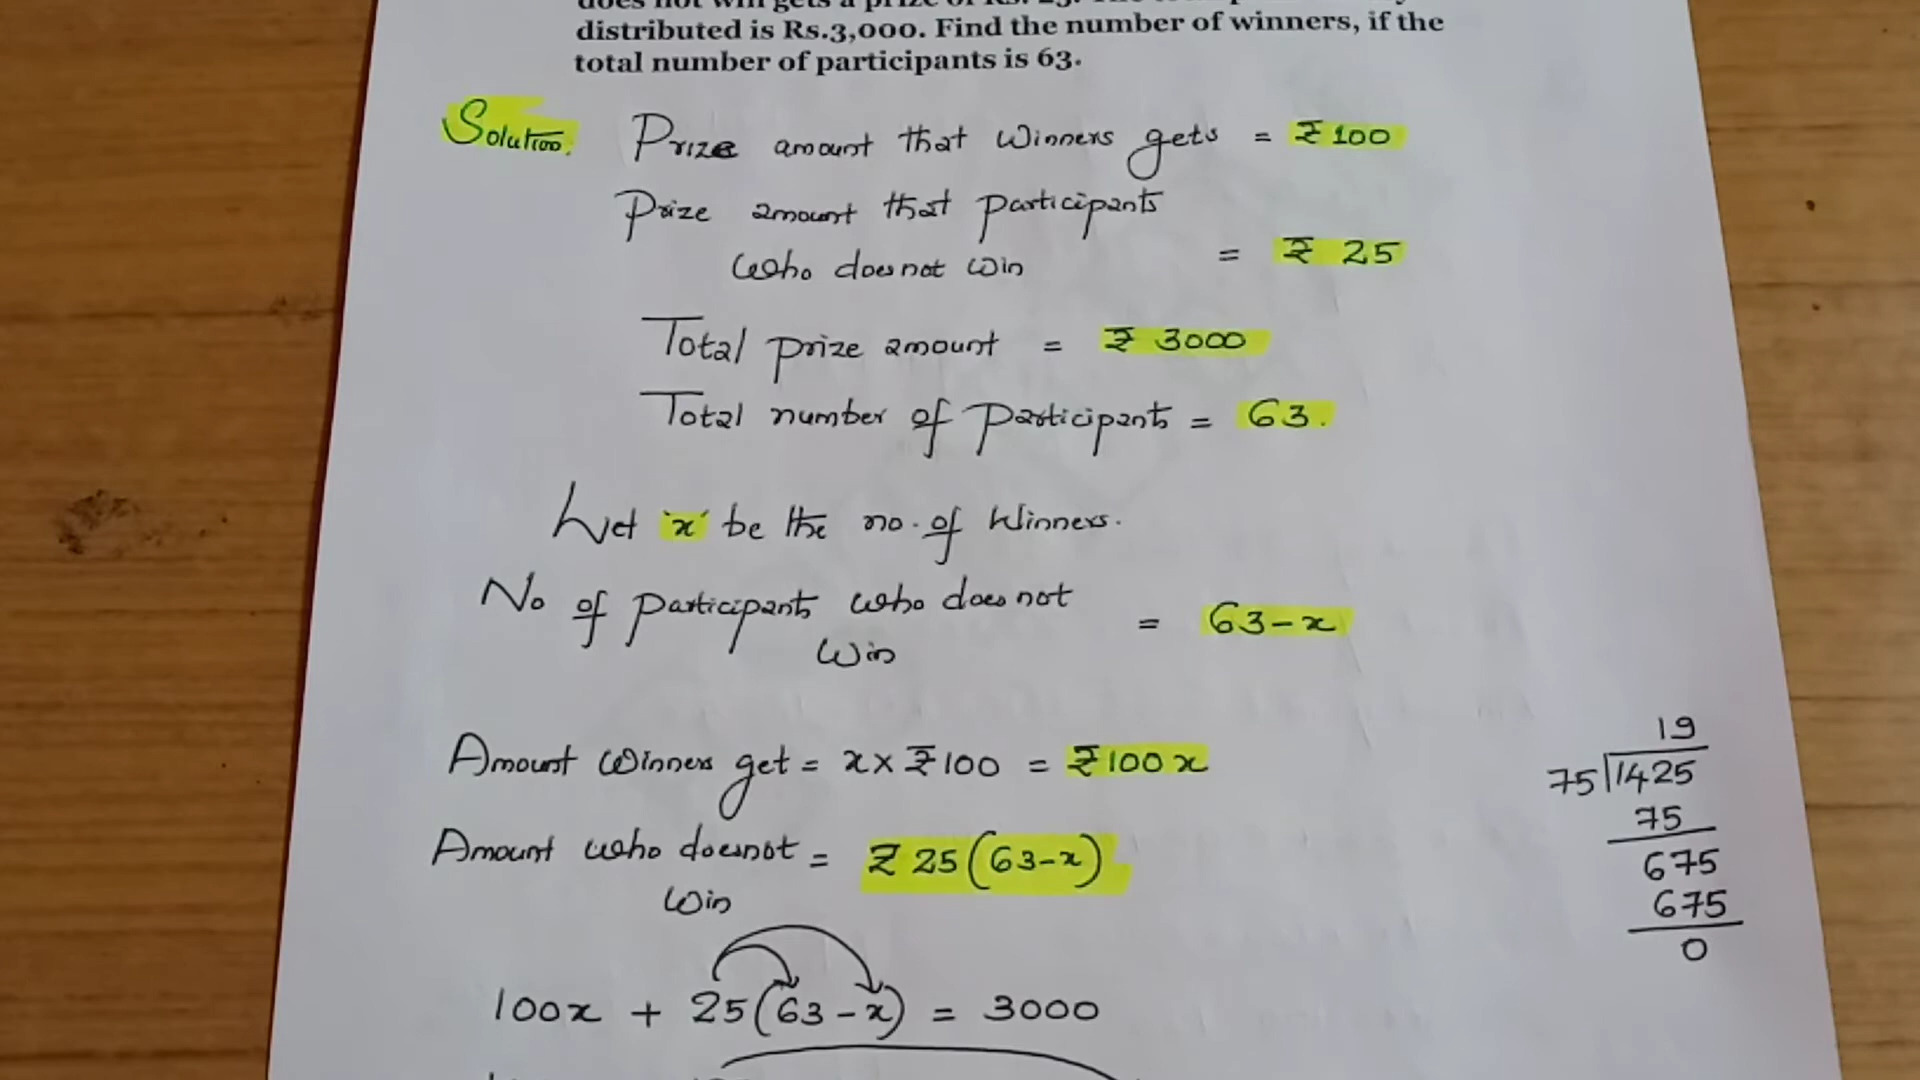 distributed is Rs.3,000. Find the number of winners, if the
total number of participants is 63.
Solution. Prize amount that Winners gets = ₹ 100
Prize amount that participants
who does not win = ₹ 25
Total prize amount = ₹ 3000
Total number of participants = 63.
Let 'x' be the no. of Winners.
No of participants who does not
win = 63-x
Amount winners get = x × ₹ 100 = ₹ 100 x
Amount who doesnot = ₹ 25 (63-x)
win
100x + 25(63-x) = 3000
19
75)1425
75
675
675
0